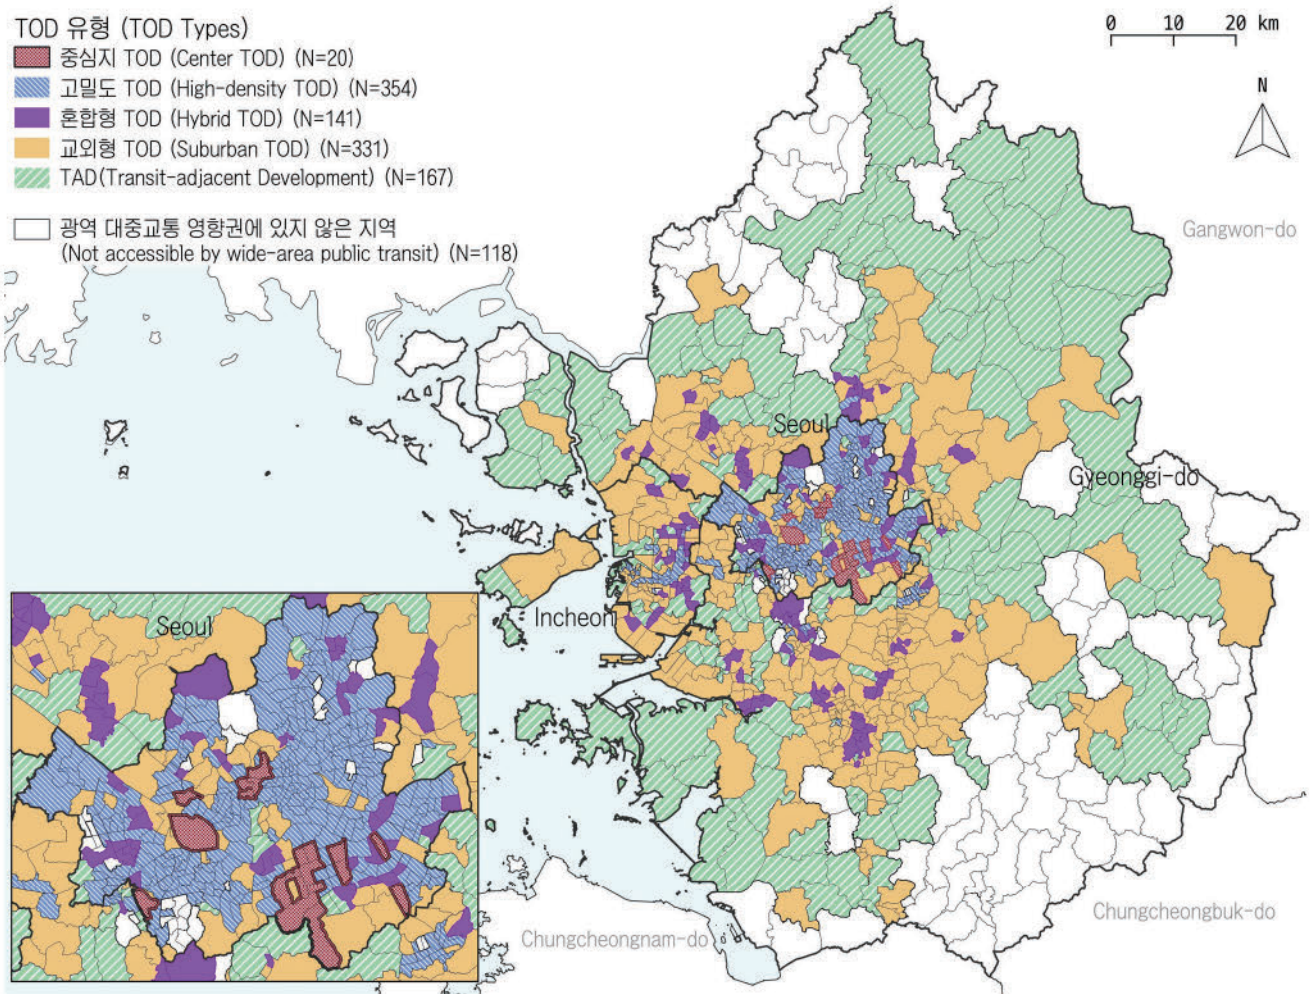 TOD 유형 (TOD Types)
중심지 TOD (Center TOD) (N=20)
고밀도 TOD (High-density TOD) (N=354)
혼합형 TOD (Hybrid TOD) (N=141)
교외형 TOD (Suburban TOD) (N=331)
TAD(Transit-adjacent Development) (N=167)
광역 대중교통 영향권에 있지 않은 지역
(Not accessible by wide-area public transit) (N=118)
0 10 20 km
N
Gangwon-do
Seoul
Gyeonggi-do
Incheon
Seoul
Chungcheongnam-do
Chungcheongbuk-do